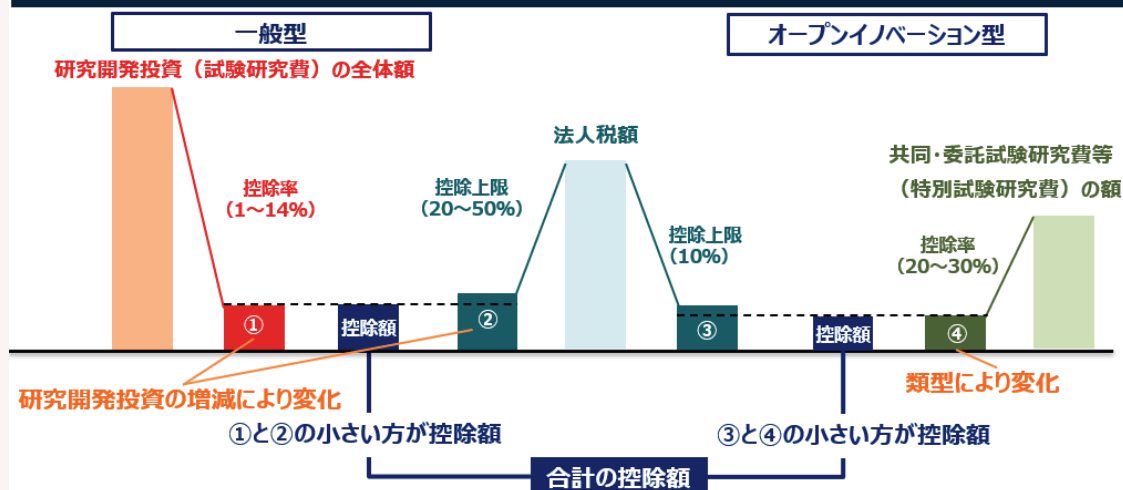 一般型
オープンイノベーション型
研究開発投資（試験研究費）の全体額
法人税額
共同・委託試験研究費等
（特別試験研究費）の額
控除率
（1～14%）
控除上限
（20～50%）
控除上限
（10%）
控除率
（20～30%）
①
控除額
②
③
控除額
④
研究開発投資の増減により変化
類型により変化
①と②の小さい方が控除額
③と④の小さい方が控除額
合計の控除額